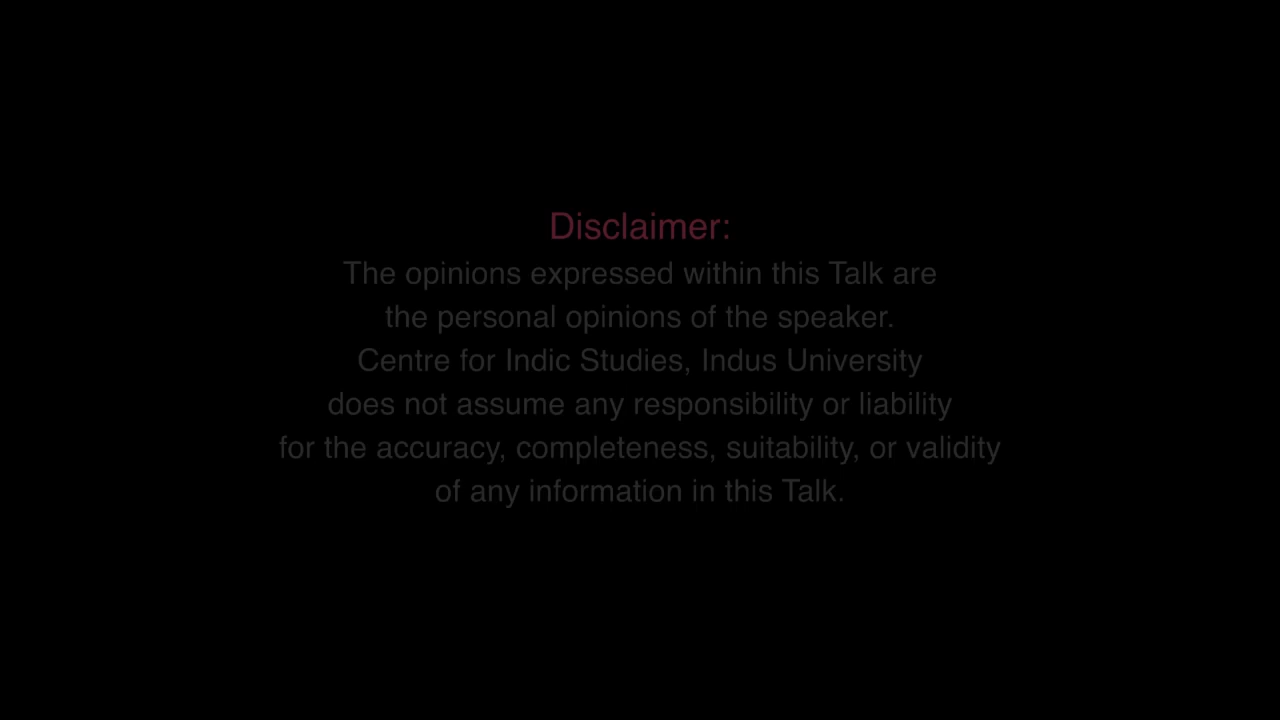 Disclaimer:
The opinions expressed within this Talk are
the personal opinions of the speaker.
Centre for Indic Studies, Indus University
does not assume any responsibility or liability
for the accuracy, completeness, suitability, or validity
of any information in this Talk.